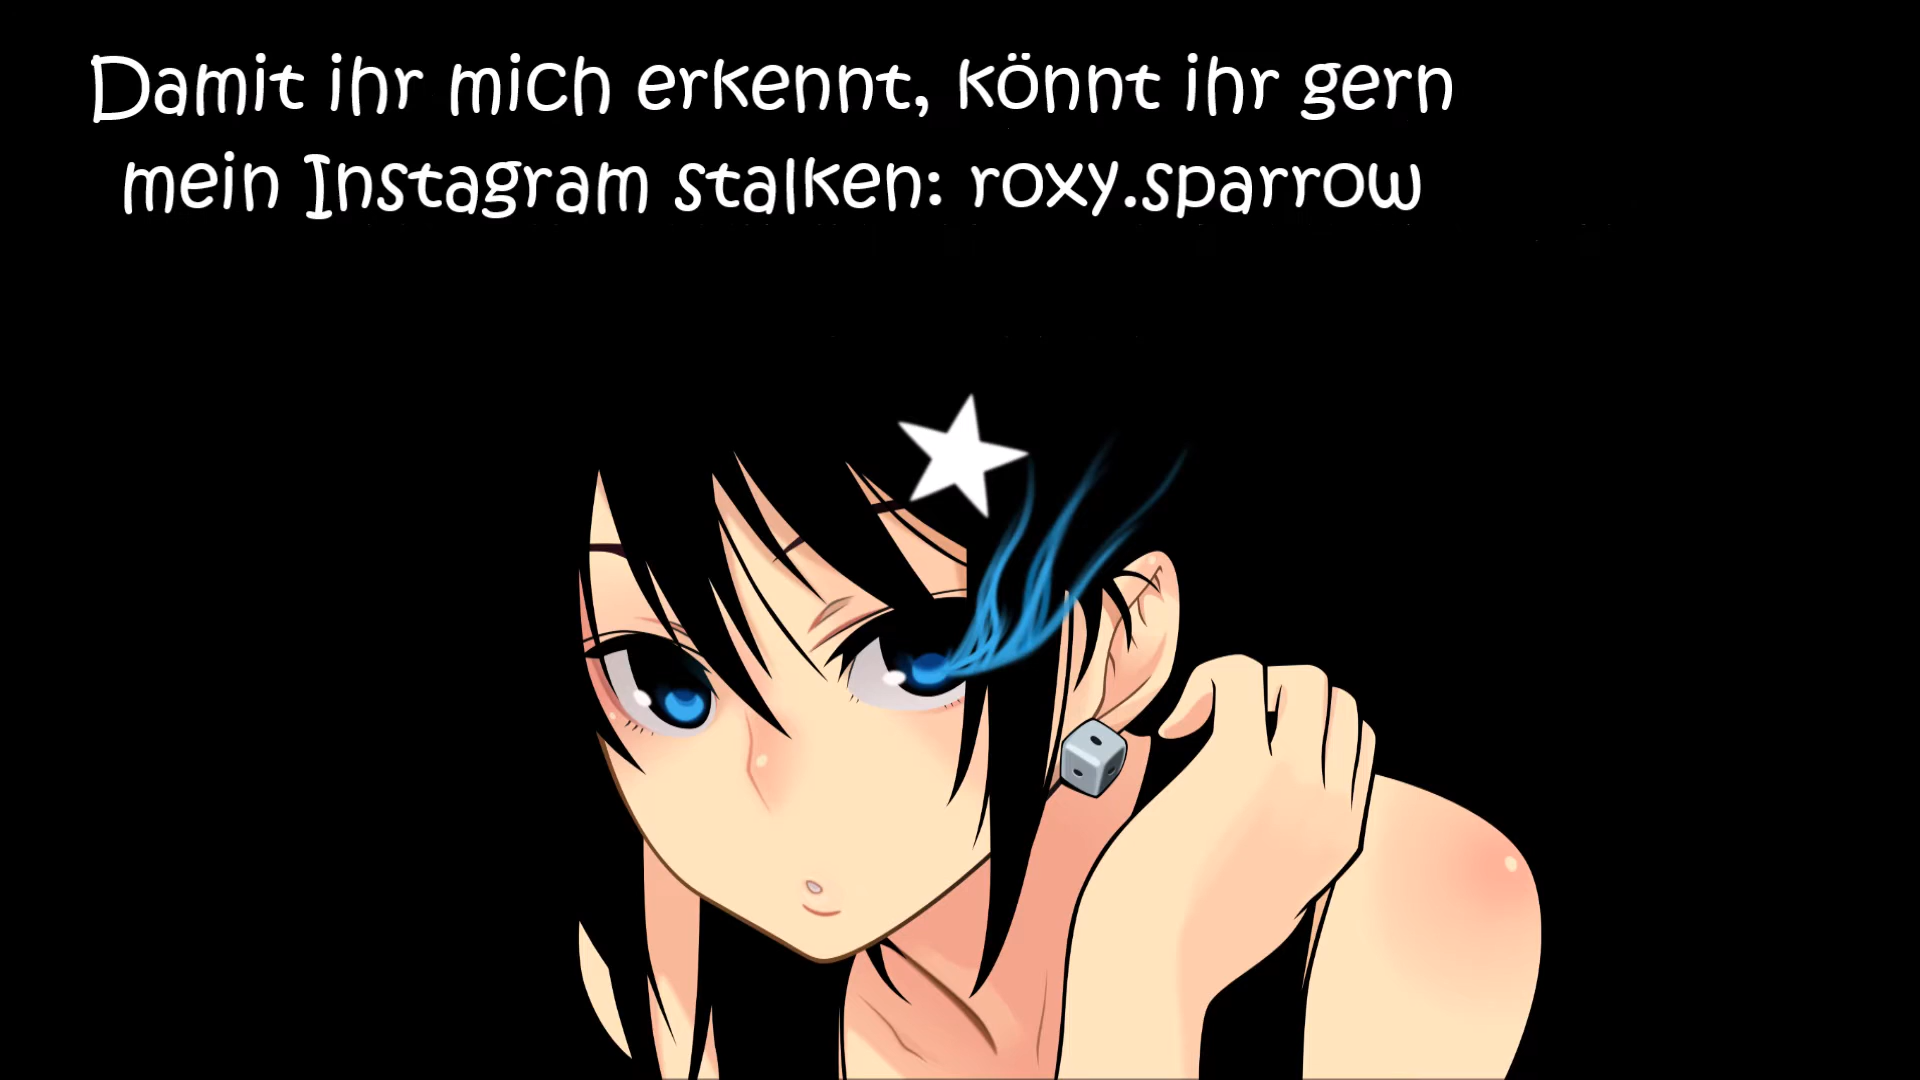 Damit ihr mich erkennt, könnt ihr gern
mein Instagram stalken: roxy.sparrow